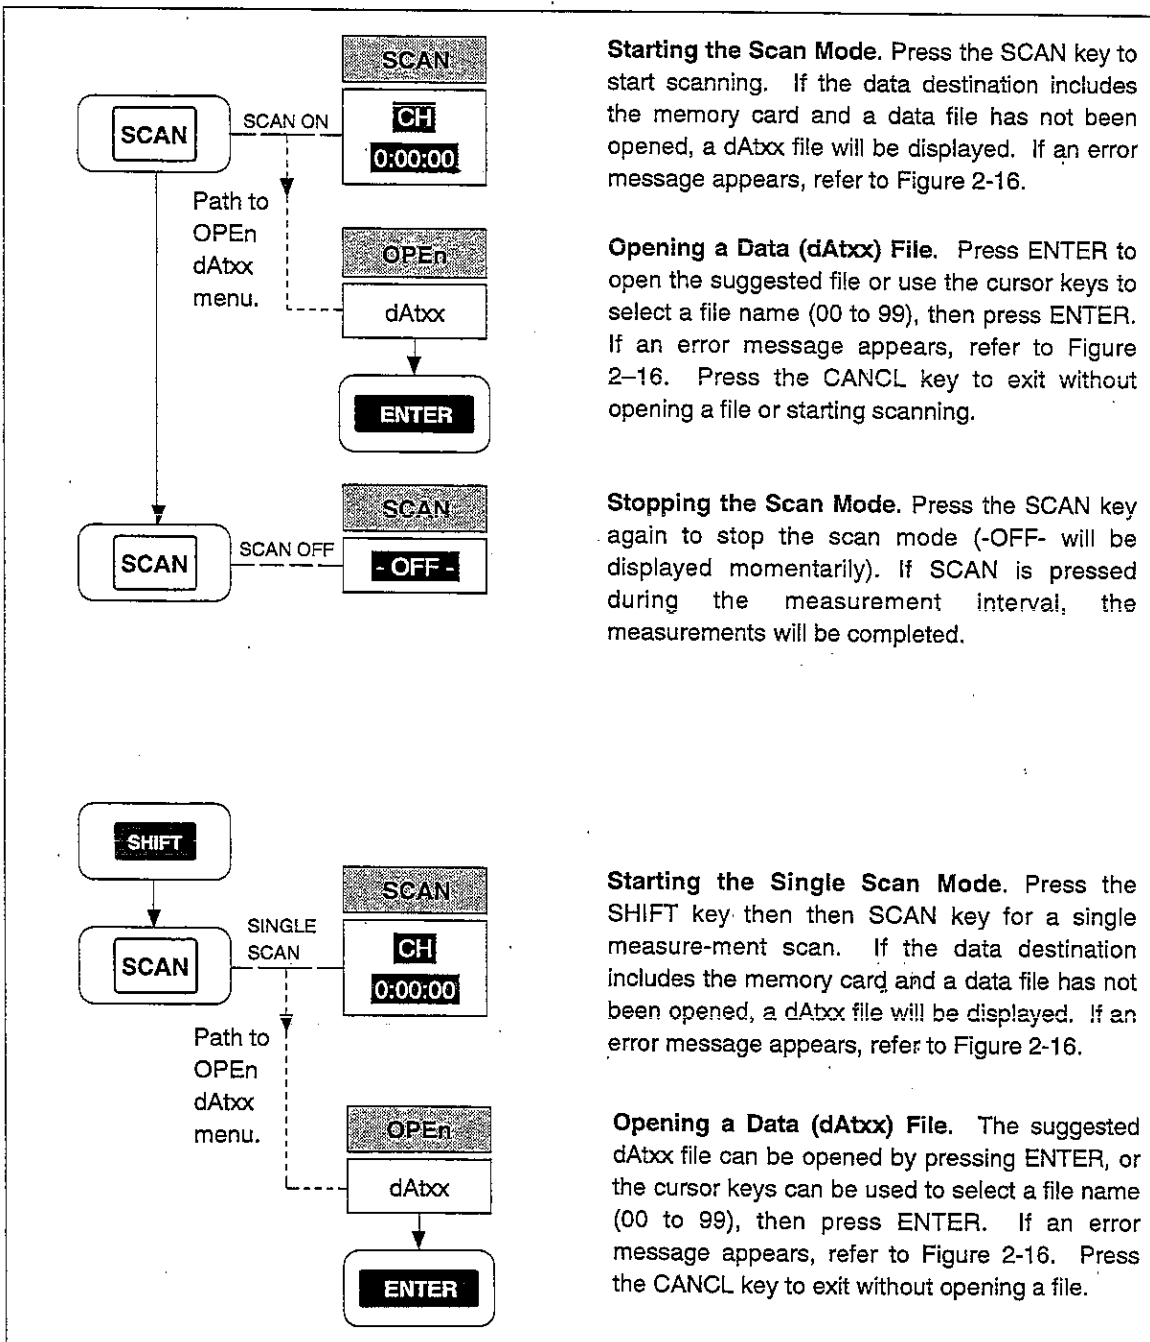 SCAN
SCAN
SCAN ON
CH
0:00:00
Path to
OPEn
dAtxx
menu.
OPEn
dAtxx
ENTER
SCAN
SCAN
SCAN OFF
- OFF -
Starting the Scan Mode. Press the SCAN key to
start scanning. If the data destination includes
the memory card and a data file has not been
opened, a dAtxx file will be displayed. If an error
message appears, refer to Figure 2-16.
Opening a Data (dAtxx) File. Press ENTER to
open the suggested file or use the cursor keys to
select a file name (00 to 99), then press ENTER.
If an error message appears, refer to Figure
2–16. Press the CANCL key to exit without
opening a file or starting scanning.
Stopping the Scan Mode. Press the SCAN key
again to stop the scan mode (-OFF- will be
displayed momentarily). If SCAN is pressed
during the measurement interval, the
measurements will be completed.
SHIFT
SCAN
SCAN
SINGLE
SCAN
CH
0:00:00
Path to
OPEn
dAtxx
menu.
OPEn
dAtxx
ENTER
Starting the Single Scan Mode. Press the
SHIFT key then then SCAN key for a single
measure-ment scan. If the data destination
includes the memory card and a data file has not
been opened, a dAtxx file will be displayed. If an
error message appears, refer to Figure 2-16.
Opening a Data (dAtxx) File. The suggested
dAtxx file can be opened by pressing ENTER, or
the cursor keys can be used to select a file name
(00 to 99), then press ENTER. If an error
message appears, refer to Figure 2-16. Press
the CANCL key to exit without opening a file.